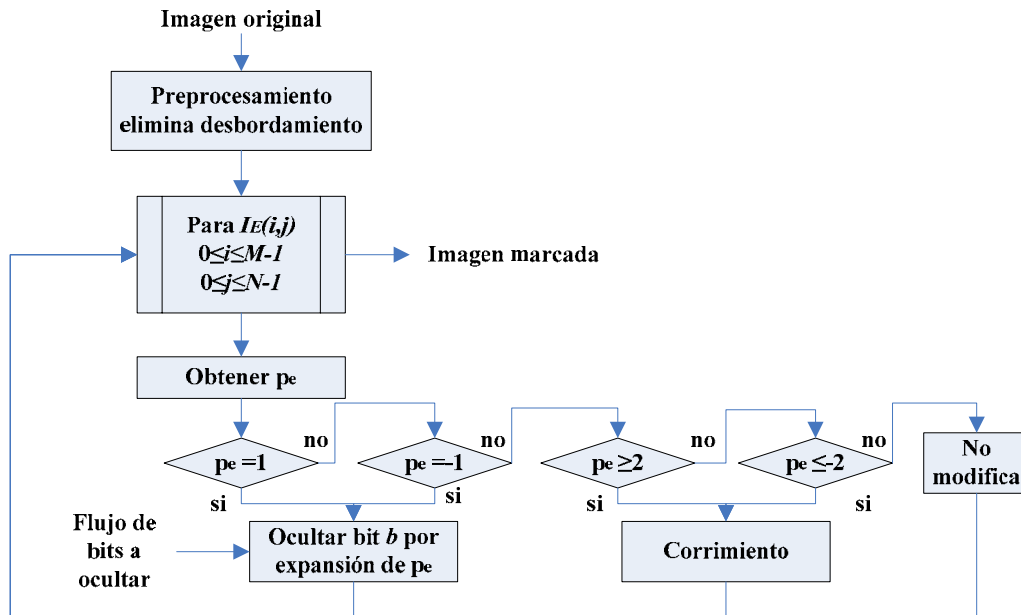 Imagen original
Preprocesamiento
elimina desbordamiento
Para IE(i,j)
0≤i≤M-1
0≤j≤N-1
Imagen marcada
Obtener pe
no
no
no
no
pe =1
pe =-1
pe ≥2
pe ≤-2
No
modifica
si
si
si
si
Flujo de
bits a
ocultar
Ocultar bit b por
expansión de pe
Corrimiento